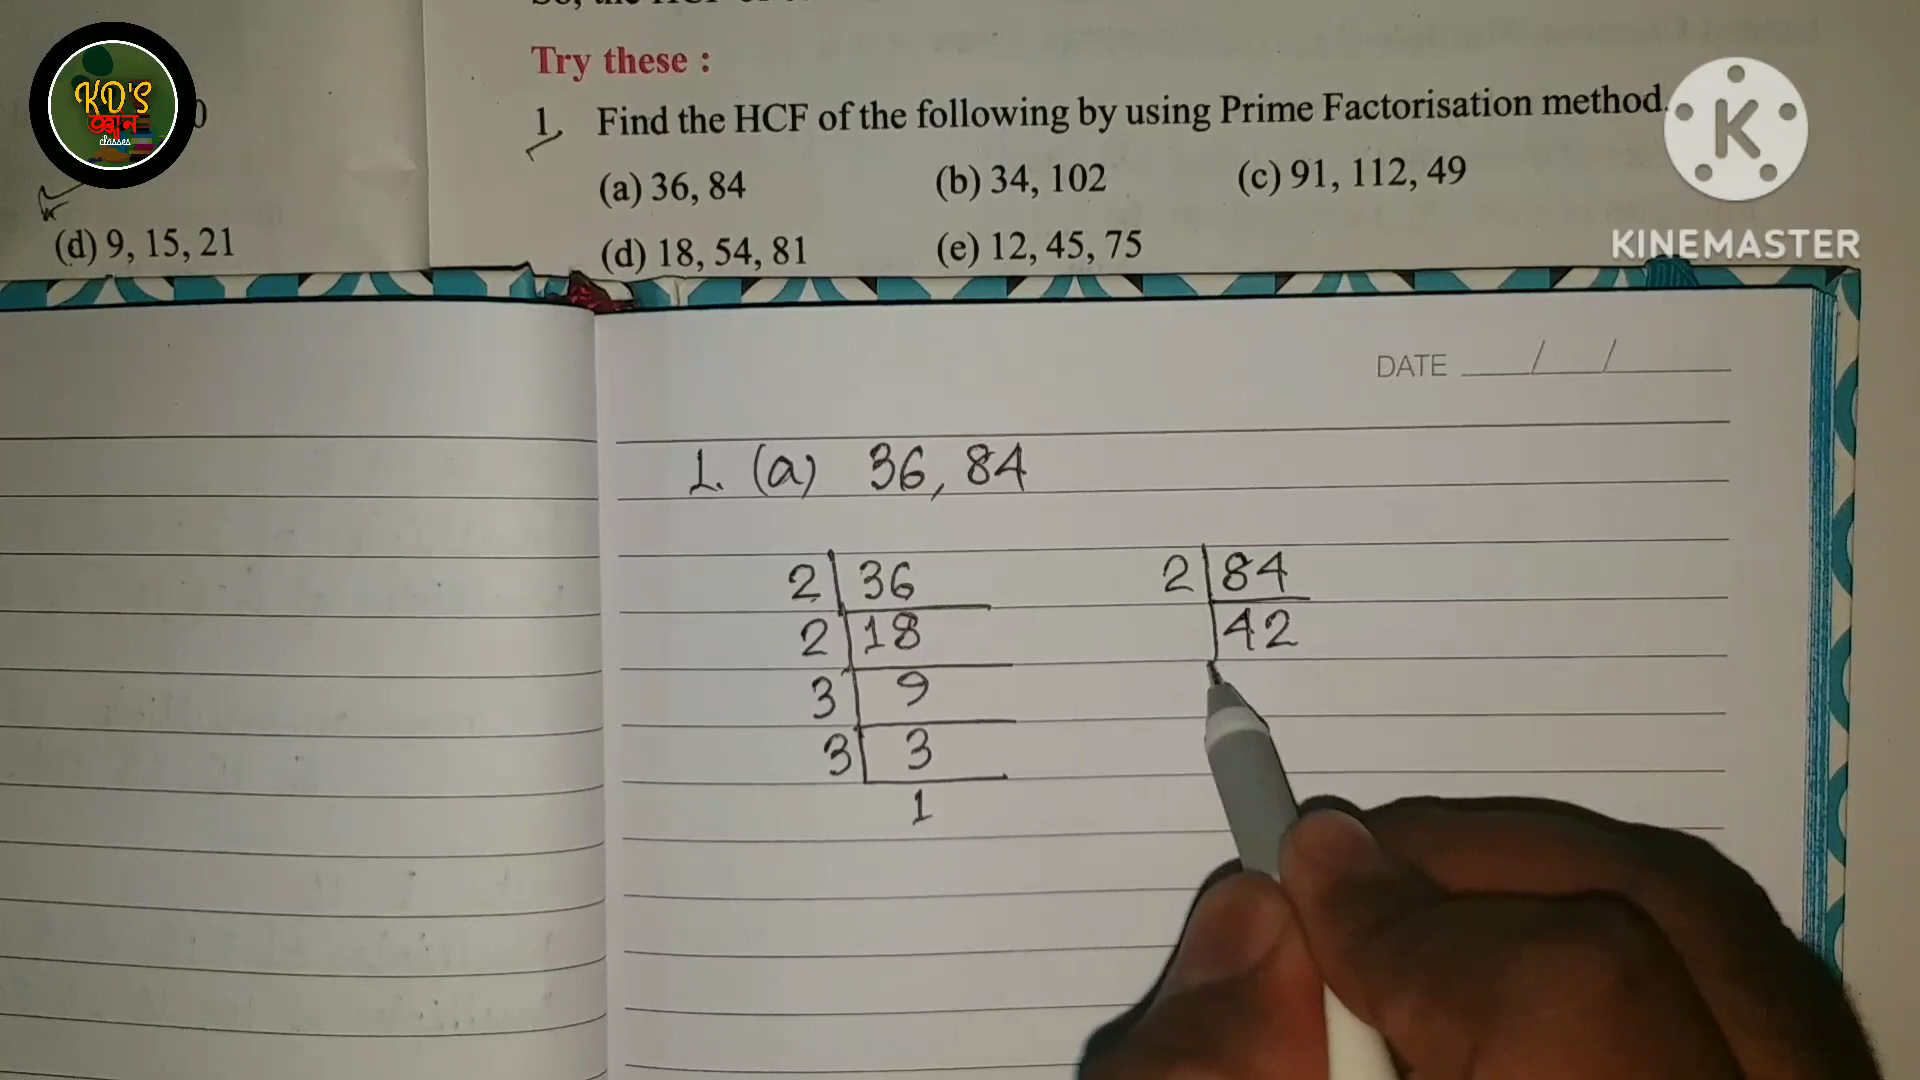 KD'S
জ্ঞান
classes
0
(d) 9, 15, 21
Try these :
1. Find the HCF of the following by using Prime Factorisation method.
(a) 36, 84 (b) 34, 102 (c) 91, 112, 49
(d) 18, 54, 81 (e) 12, 45, 75
K
KINEMASTER
DATE / /
1. (a) 36, 84
2 36
2 18
3 9
3 3
1
2 84
42